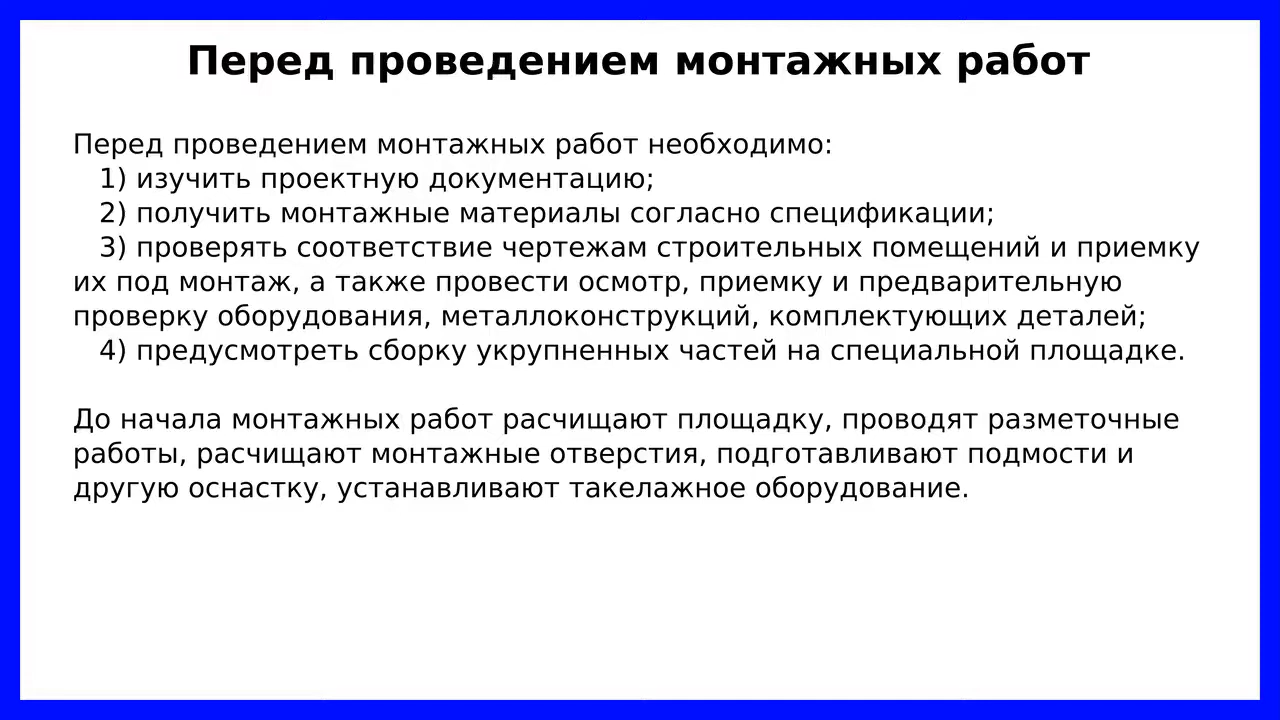 Перед проведением монтажных работ
Перед проведением монтажных работ необходимо:
1) изучить проектную документацию;
2) получить монтажные материалы согласно спецификации;
3) проверять соответствие чертежам строительных помещений и приемку
их под монтаж, а также провести осмотр, приемку и предварительную
проверку оборудования, металлоконструкций, комплектующих деталей;
4) предусмотреть сборку укрупненных частей на специальной площадке.
До начала монтажных работ расчищают площадку, проводят разметочные
работы, расчищают монтажные отверстия, подготавливают подмости и
другую оснастку, устанавливают такелажное оборудование.